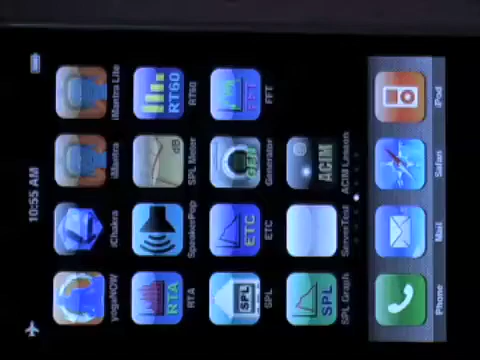 10:55 AM
yogaNOW iChakra iMantra iMantra Lite
RTA
dB
RT60
RTA SpeakerPop SPL Meter RT60
SPL
ETC
GEN
FFT
SPL ETC Generator FFT
SPL
ACIM
SPL Graph ServerTest ACIM Lesson
Phone Mail Safari iPod